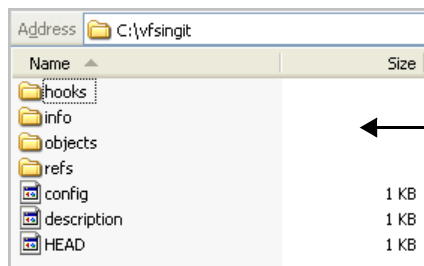 Address C:\vfsingit
Name Size
hooks
info
objects
refs
config 1 KB
description 1 KB
HEAD 1 KB